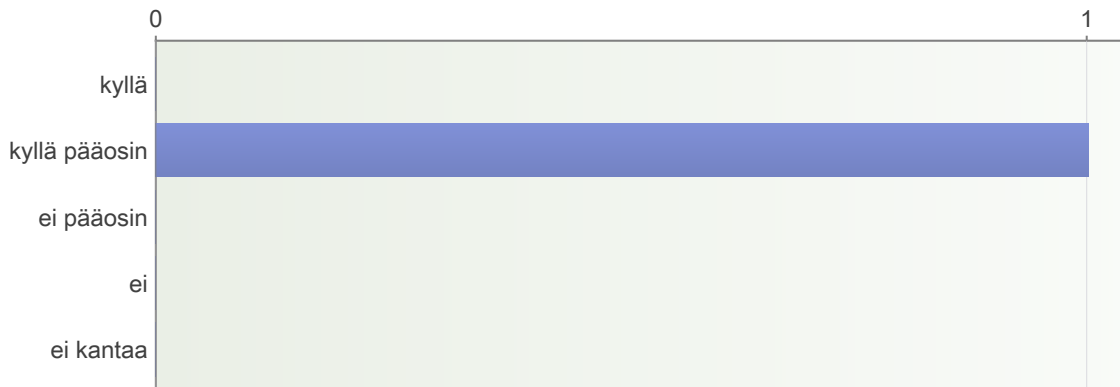 0 1
kyllä
kyllä pääosin
ei pääosin
ei
ei kantaa